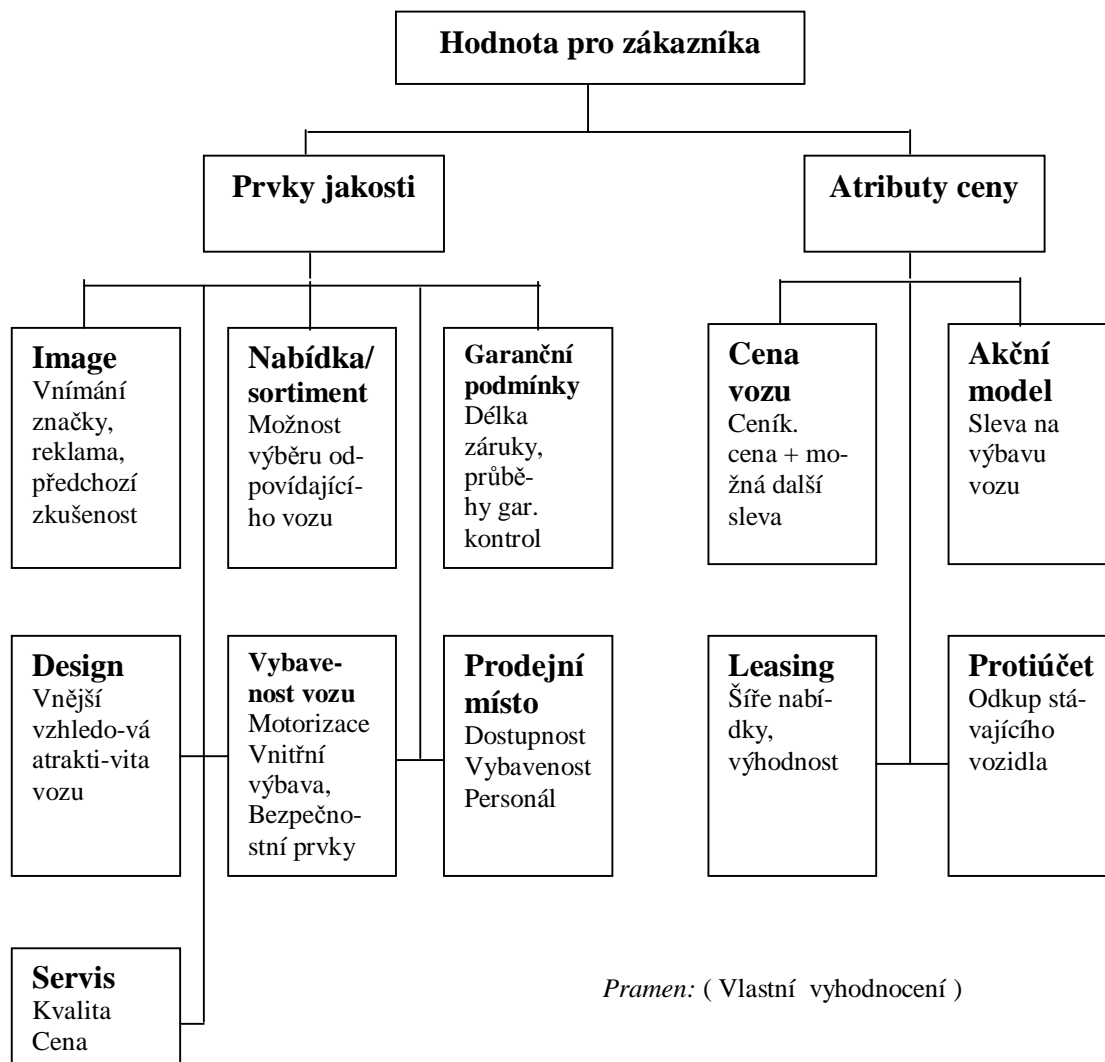 Hodnota pro zákazníka
Prvky jakosti
Atributy ceny
Image
Vnímání
značky,
reklama,
předchozí
zkušenost
Nabídka/
sortiment
Možnost
výběru od-
povídající-
ho vozu
Garanční
podmínky
Délka
záruky,
průbě-
hy gar.
kontrol
Cena
vozu
Ceník.
cena + mo-
žná další
sleva
Akční
model
Sleva na
výbavu
vozu
Design
Vnější
vzhledo-vá
atrakti-vita
vozu
Vybave-
nost vozu
Motorizace
Vnitřní
výbava,
Bezpečno-
stní prvky
Prodejní
místo
Dostupnost
Vybavenost
Personál
Leasing
Šíře nabí-
dky,
výhodnost
Protiúčet
Odkup stá-
vajícího
vozidla
Servis
Kvalita
Cena
Pramen: ( Vlastní vyhodnocení )